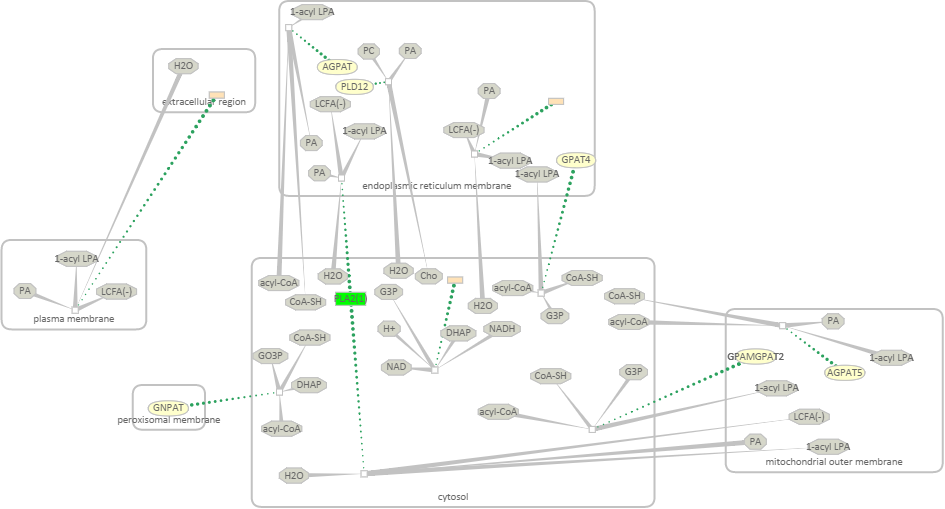 1-acyl LPA
PC
PA
H2O
AGPAT
PLD12
PA
extracellular region
LCFA(-)
1-acyl LPA
LCFA(-)
PA
1-acyl LPA
GPAT4
PA
1-acyl LPA
endoplasmic reticulum membrane
1-acyl LPA
PA
LCFA(-)
plasma membrane
acyl-CoA
H2O
H2O
Cho
CoA-SH
PLA2(1)
G3P
acyl-CoA
CoA-SH
H2O
G3P
CoA-SH
acyl-CoA
PA
H+
DHAP
NADH
CoA-SH
GO3P
NAD
DHAP
GPAMGPAT2
1-acyl LPA
AGPAT5
CoA-SH
G3P
1-acyl LPA
GNPAT
peroxisomal membrane
acyl-CoA
acyl-CoA
LCFA(-)
PA
1-acyl LPA
mitochondrial outer membrane
H2O
cytosol